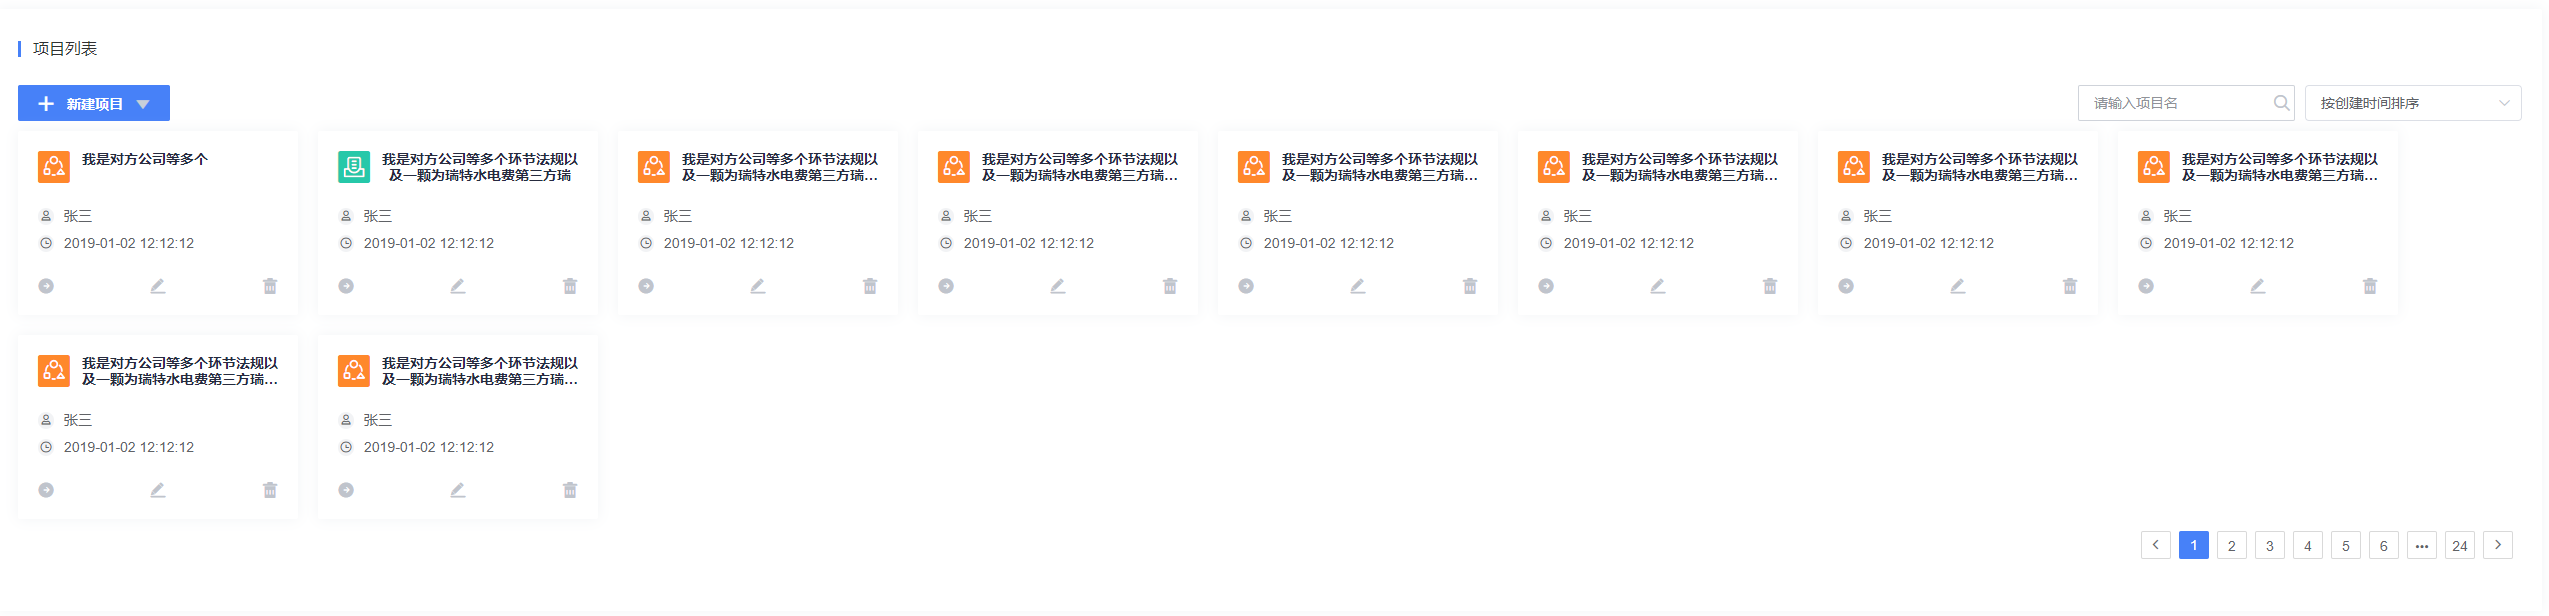 项目列表
新建项目
请输入项目名
按创建时间排序
我是对方公司等多个
张三
2019-01-02 12:12:12
我是对方公司等多个环节法规以
及一颗为瑞特水电费第三方瑞
张三
2019-01-02 12:12:12
我是对方公司等多个环节法规以
及一颗为瑞特水电费第三方瑞...
张三
2019-01-02 12:12:12
我是对方公司等多个环节法规以
及一颗为瑞特水电费第三方瑞...
张三
2019-01-02 12:12:12
我是对方公司等多个环节法规以
及一颗为瑞特水电费第三方瑞...
张三
2019-01-02 12:12:12
我是对方公司等多个环节法规以
及一颗为瑞特水电费第三方瑞...
张三
2019-01-02 12:12:12
我是对方公司等多个环节法规以
及一颗为瑞特水电费第三方瑞...
张三
2019-01-02 12:12:12
我是对方公司等多个环节法规以
及一颗为瑞特水电费第三方瑞...
张三
2019-01-02 12:12:12
我是对方公司等多个环节法规以
及一颗为瑞特水电费第三方瑞...
张三
2019-01-02 12:12:12
我是对方公司等多个环节法规以
及一颗为瑞特水电费第三方瑞...
张三
2019-01-02 12:12:12
1 2 3 4 5 6 ••• 24